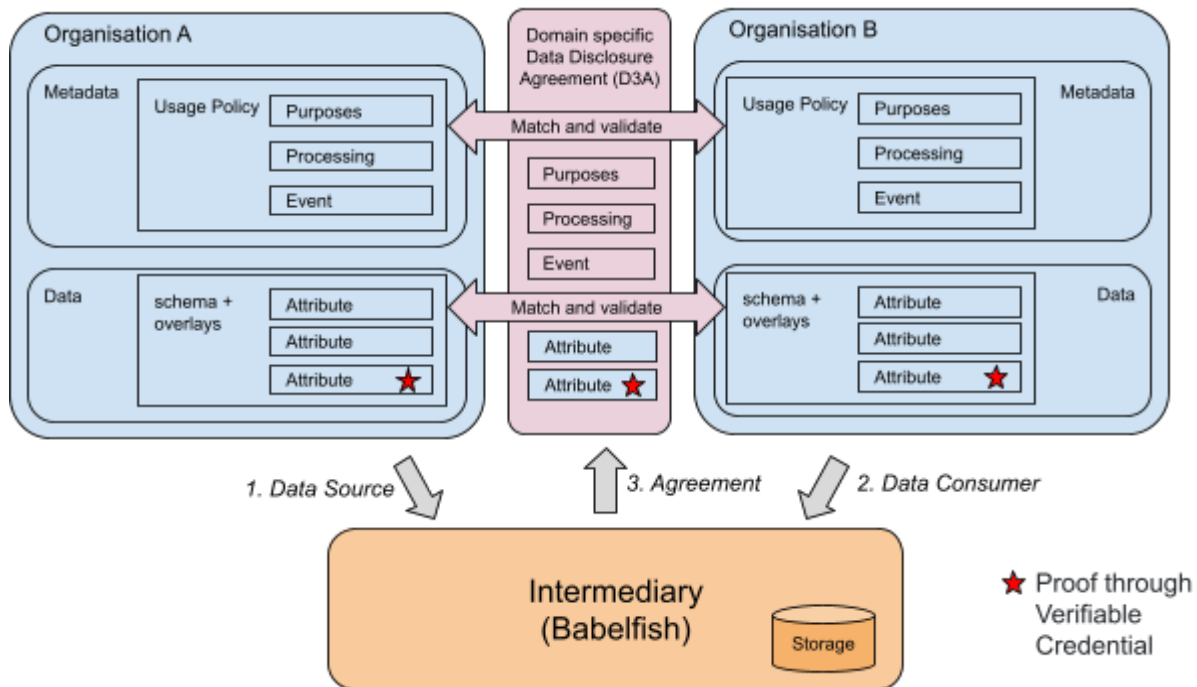 Organisation A
Metadata
Usage Policy
Purposes
Processing
Event
Data
schema +
overlays
Attribute
Attribute
Attribute
Domain specific
Data Disclosure
Agreement (D3A)
Match and validate
Purposes
Processing
Event
Match and validate
Attribute
Attribute
Organisation B
Usage Policy
Metadata
Purposes
Processing
Event
schema +
overlays
Data
Attribute
Attribute
Attribute
1. Data Source
3. Agreement
2. Data Consumer
Intermediary
(Babelfish)
Storage
Proof through
Verifiable
Credential